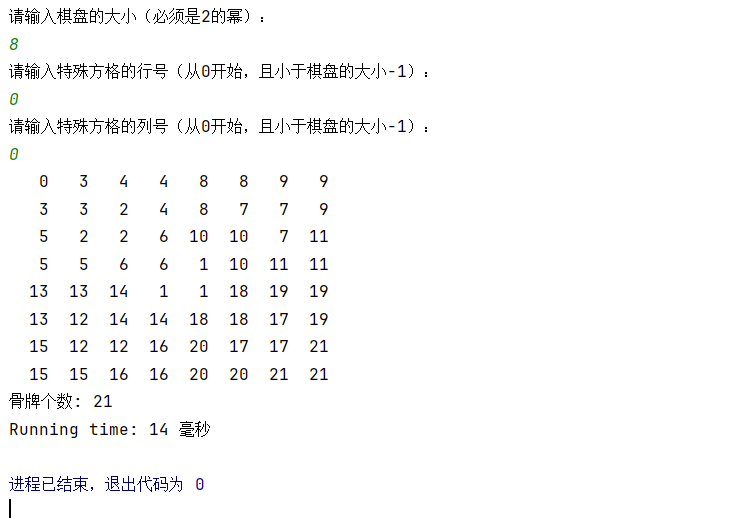 请输入棋盘的大小（必须是2的幂）：
8
请输入特殊方格的行号（从0开始，且小于棋盘的大小-1）：
0
请输入特殊方格的列号（从0开始，且小于棋盘的大小-1）：
0
0 3 4 4 8 8 9 9
3 3 2 4 8 7 7 9
5 2 2 6 10 10 7 11
5 5 6 6 1 10 11 11
13 13 14 1 1 18 19 19
13 12 14 14 18 18 17 19
15 12 12 16 20 17 17 21
15 15 16 16 20 20 21 21
骨牌个数: 21
Running time: 14 毫秒
进程已结束，退出代码为 0